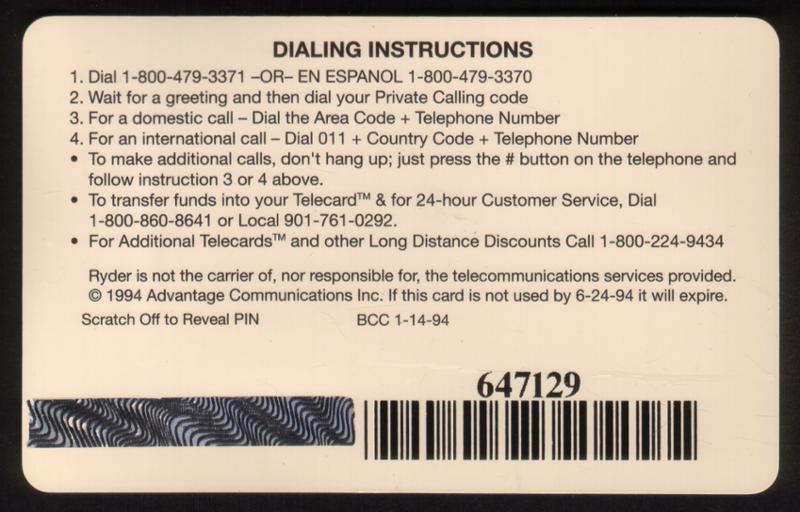 DIALING INSTRUCTIONS
1. Dial 1-800-479-3371 –OR– EN ESPANOL 1-800-479-3370
2. Wait for a greeting and then dial your Private Calling code
3. For a domestic call – Dial the Area Code + Telephone Number
4. For an international call – Dial 011 + Country Code + Telephone Number
• To make additional calls, don't hang up; just press the # button on the telephone and
follow instruction 3 or 4 above.
• To transfer funds into your Telecard™ & for 24-hour Customer Service, Dial
1-800-860-8641 or Local 901-761-0292.
• For Additional Telecards™ and other Long Distance Discounts Call 1-800-224-9434
Ryder is not the carrier of, nor responsible for, the telecommunications services provided.
© 1994 Advantage Communications Inc. If this card is not used by 6-24-94 it will expire.
Scratch Off to Reveal PIN BCC 1-14-94
647129